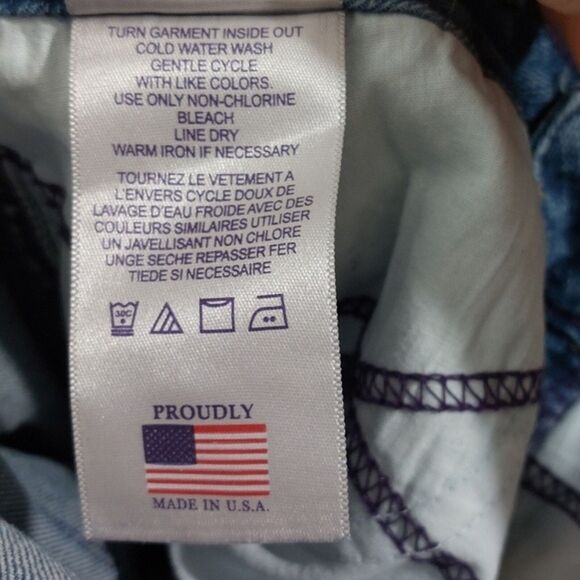 TURN GARMENT INSIDE OUT
COLD WATER WASH
GENTLE CYCLE
WITH LIKE COLORS.
USE ONLY NON-CHLORINE
BLEACH
LINE DRY
WARM IRON IF NECESSARY
TOURNEZ LE VETEMENT A
L'ENVERS CYCLE DOUX DE
LAVAGE D'EAU FROIDE AVEC DES
COULEURS SIMILAIRES UTILISER
UN JAVELLISANT NON CHLORE
UNGE SECHE REPASSER FER
TIEDE SI NECESSAIRE
30C
PROUDLY
MADE IN U.S.A.